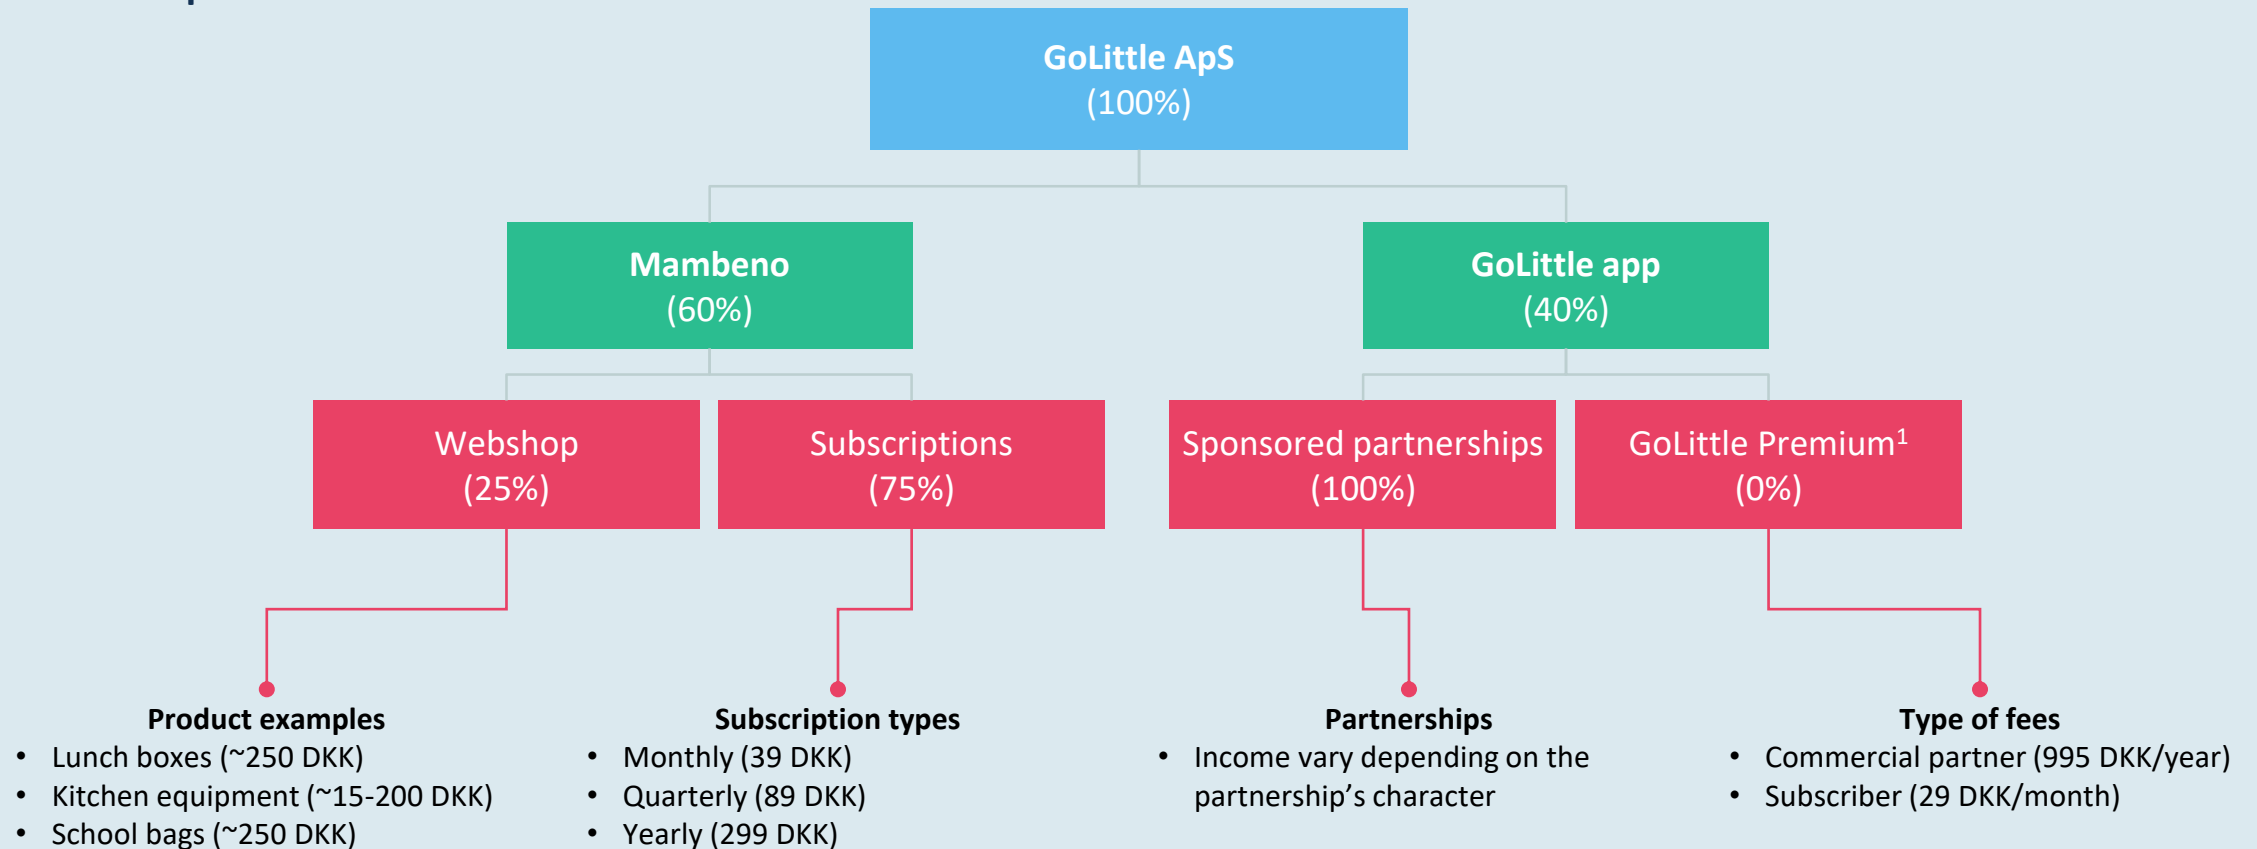 GoLittle ApS
(100%)
Mambeno
(60%)
GoLittle app
(40%)
Webshop
(25%)
Subscriptions
(75%)
Sponsored partnerships
(100%)
GoLittle Premium¹
(0%)
Product examples
• Lunch boxes (~250 DKK)
• Kitchen equipment (~15-200 DKK)
• School bags (~250 DKK)
Subscription types
• Monthly (39 DKK)
• Quarterly (89 DKK)
• Yearly (299 DKK)
Partnerships
• Income vary depending on the
partnership’s character
Type of fees
• Commercial partner (995 DKK/year)
• Subscriber (29 DKK/month)